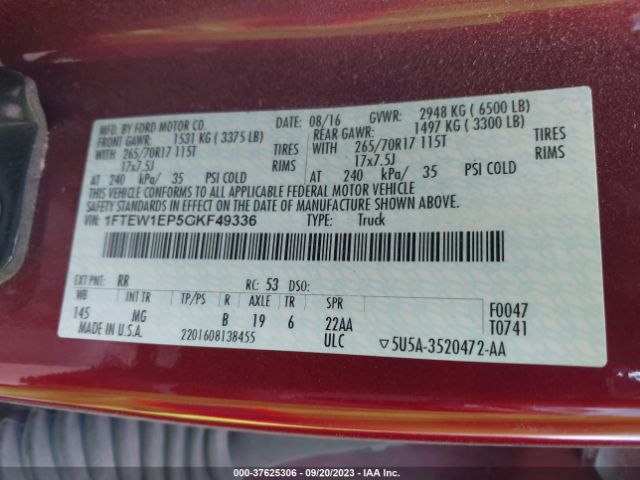 MFD. BY FORD MOTOR CO. DATE: 08/16 GVWR: 2948 KG ( 6500 LB)
FRONT GAWR: 1531 KG ( 3375 LB) REAR GAWR: 1497 KG ( 3300 LB)
WITH 265/70R17 115T TIRES WITH 265/70R17 115T TIRES
17x7.5J RIMS 17x7.5J RIMS
AT 240 kPa/ 35 PSI COLD AT 240 kPa/ 35 PSI COLD
THIS VEHICLE CONFORMS TO ALL APPLICABLE FEDERAL MOTOR VEHICLE
SAFETY STANDARDS IN EFFECT ON THE DATE OF MANUFACTURE SHOWN ABOVE.
VIN: 1FTEW1EP5GKF49336 TYPE: Truck
EXT PNT: RR RC: 53 DSO:
WB INT TR TP/PS R AXLE TR SPR F0047
145 MG B 19 6 22AA T0741
MADE IN U.S.A. 2201608138455 ULC ▽5U5A-3520472-AA
000-37625306 - 09/20/2023 - IAA Inc.